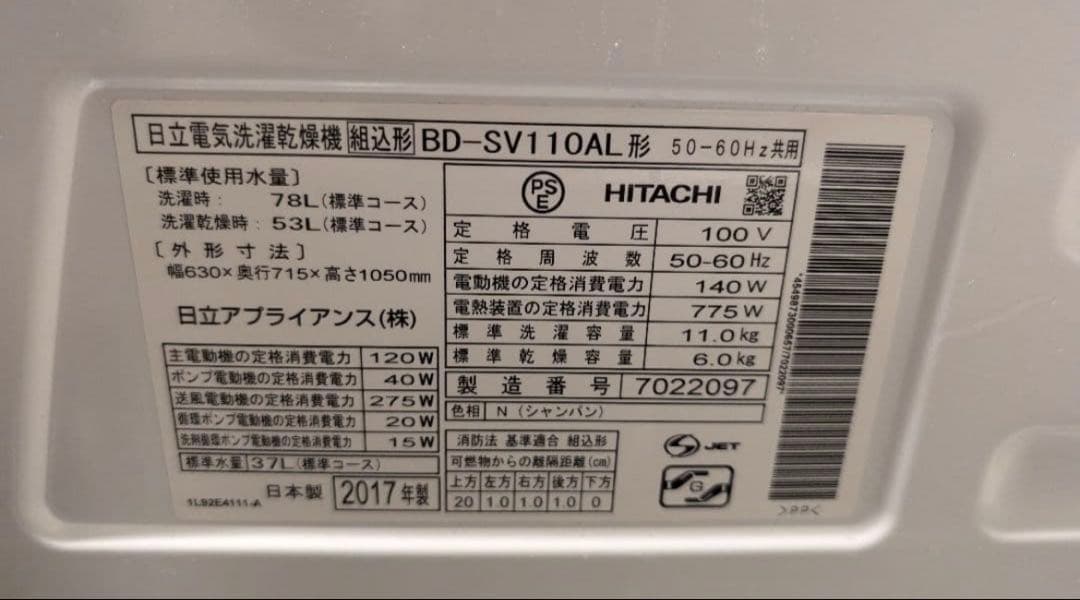 日立電気洗濯乾燥機 組込形 BD-SV110AL形 50-60Hz共用
[標準使用水量]
洗濯時: 78L(標準コース)
洗濯乾燥時: 53L(標準コース)
[外形寸法]
幅630×奥行715×高さ1050mm
日立アプライアンス(株)
主電動機の定格消費電力 120W
ポンプ電動機の定格消費電力 40W
送風電動機の定格消費電力 275W
循環ポンプ電動機の定格消費電力 20W
洗剤循環ポンプ電動機の定格消費電力 15W
標準水量 37L(標準コース)
1LB2E4111-A 日本製 2017年製
PSE HITACHI
定格電圧 100V
定格周波数 50-60Hz
電動機の定格消費電力 140W
電熱装置の定格消費電力 775W
標準洗濯容量 11.0kg
標準乾燥容量 6.0kg
製造番号 7022097
色相 N(シャンパン)
消防法 基準適合 組込形
可燃物からの離隔距離(cm)
上方 左方 右方 後方 下方
20 1.0 1.0 1.0 0
JET
G